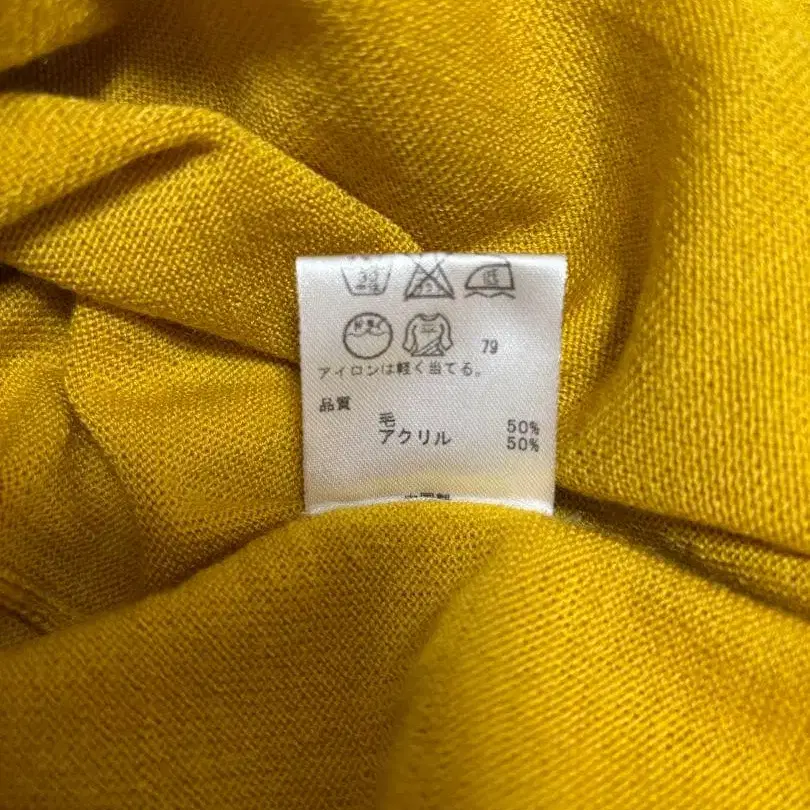 低
79
アイロンは軽く当てる。
品質
毛 50%
アクリル 50%